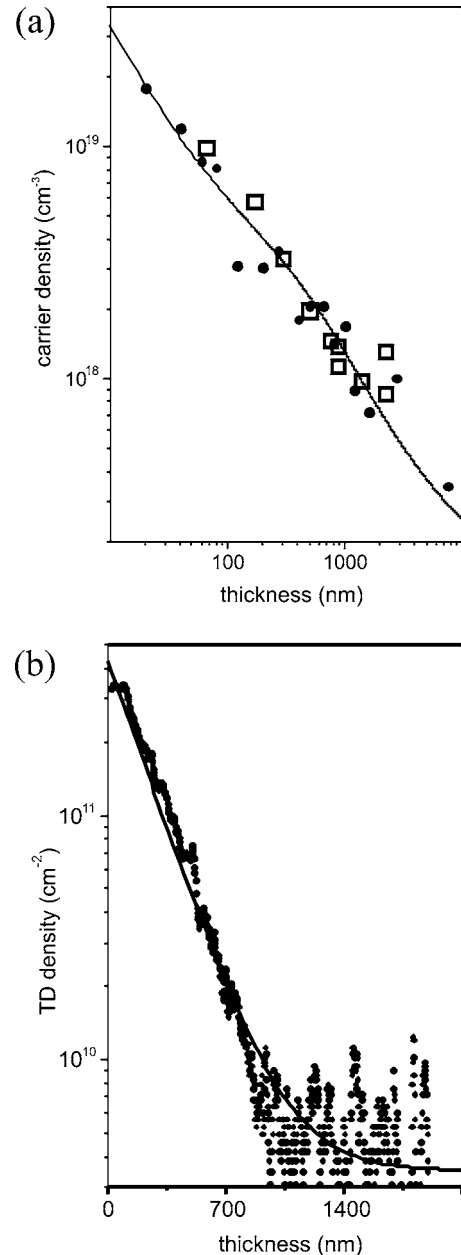 (a)
10^19
10^18
carrier density (cm^-3)
100
1000
thickness (nm)
(b)
10^11
10^10
TD density (cm^-2)
0
700
1400
thickness (nm)